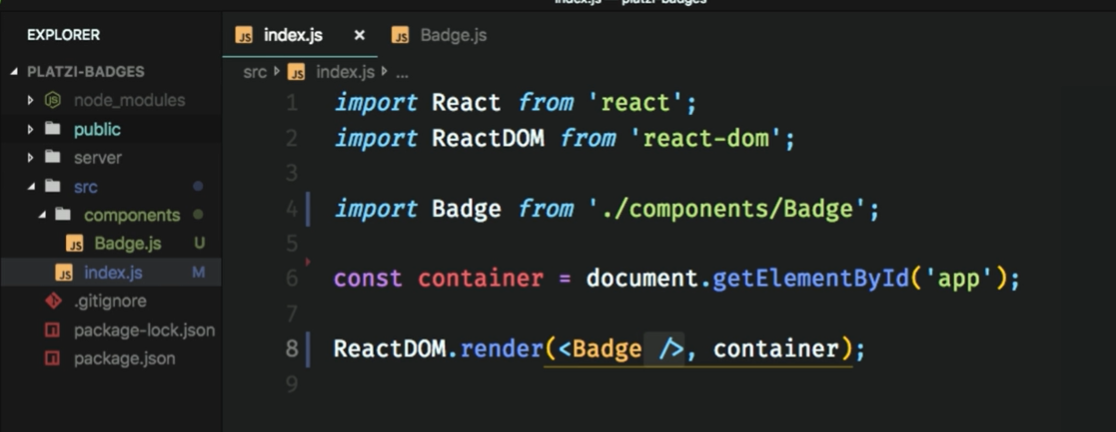 index.js — platzi-badges
EXPLORER
PLATZI-BADGES
node_modules
public
server
src
components
Badge.js U
index.js M
.gitignore
package-lock.json
package.json
JS index.js × JS Badge.js
src JS index.js ...
1 import React from 'react';
2 import ReactDOM from 'react-dom';
3
4 import Badge from './components/Badge';
5
6 const container = document.getElementById('app');
7
8 ReactDOM.render(<Badge />, container);
9